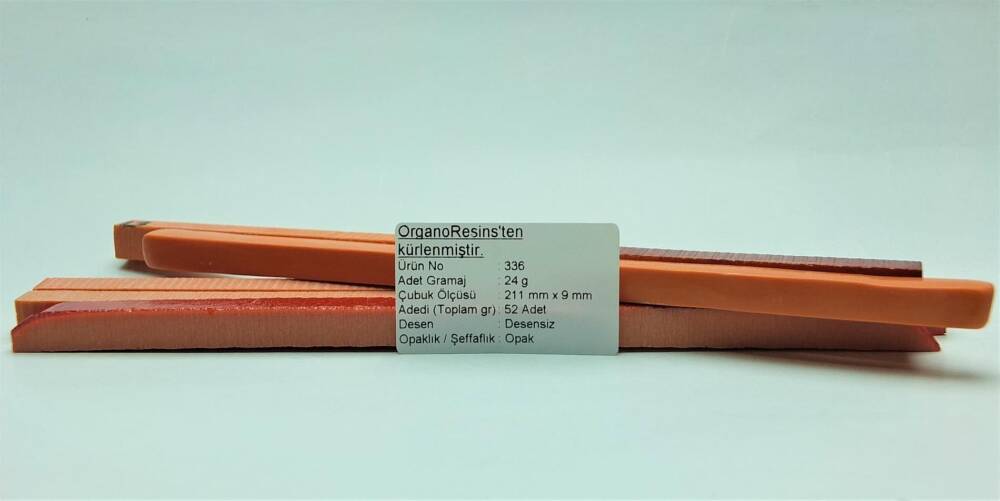 OrganoResins'ten
kürlenmiştir.
Ürün No : 336
Adet Gramaj : 24 g
Çubuk Ölçüsü : 211 mm x 9 mm
Adedi (Toplam gr) : 52 Adet
Desen : Desensiz
Opaklık / Şeffaflık : Opak